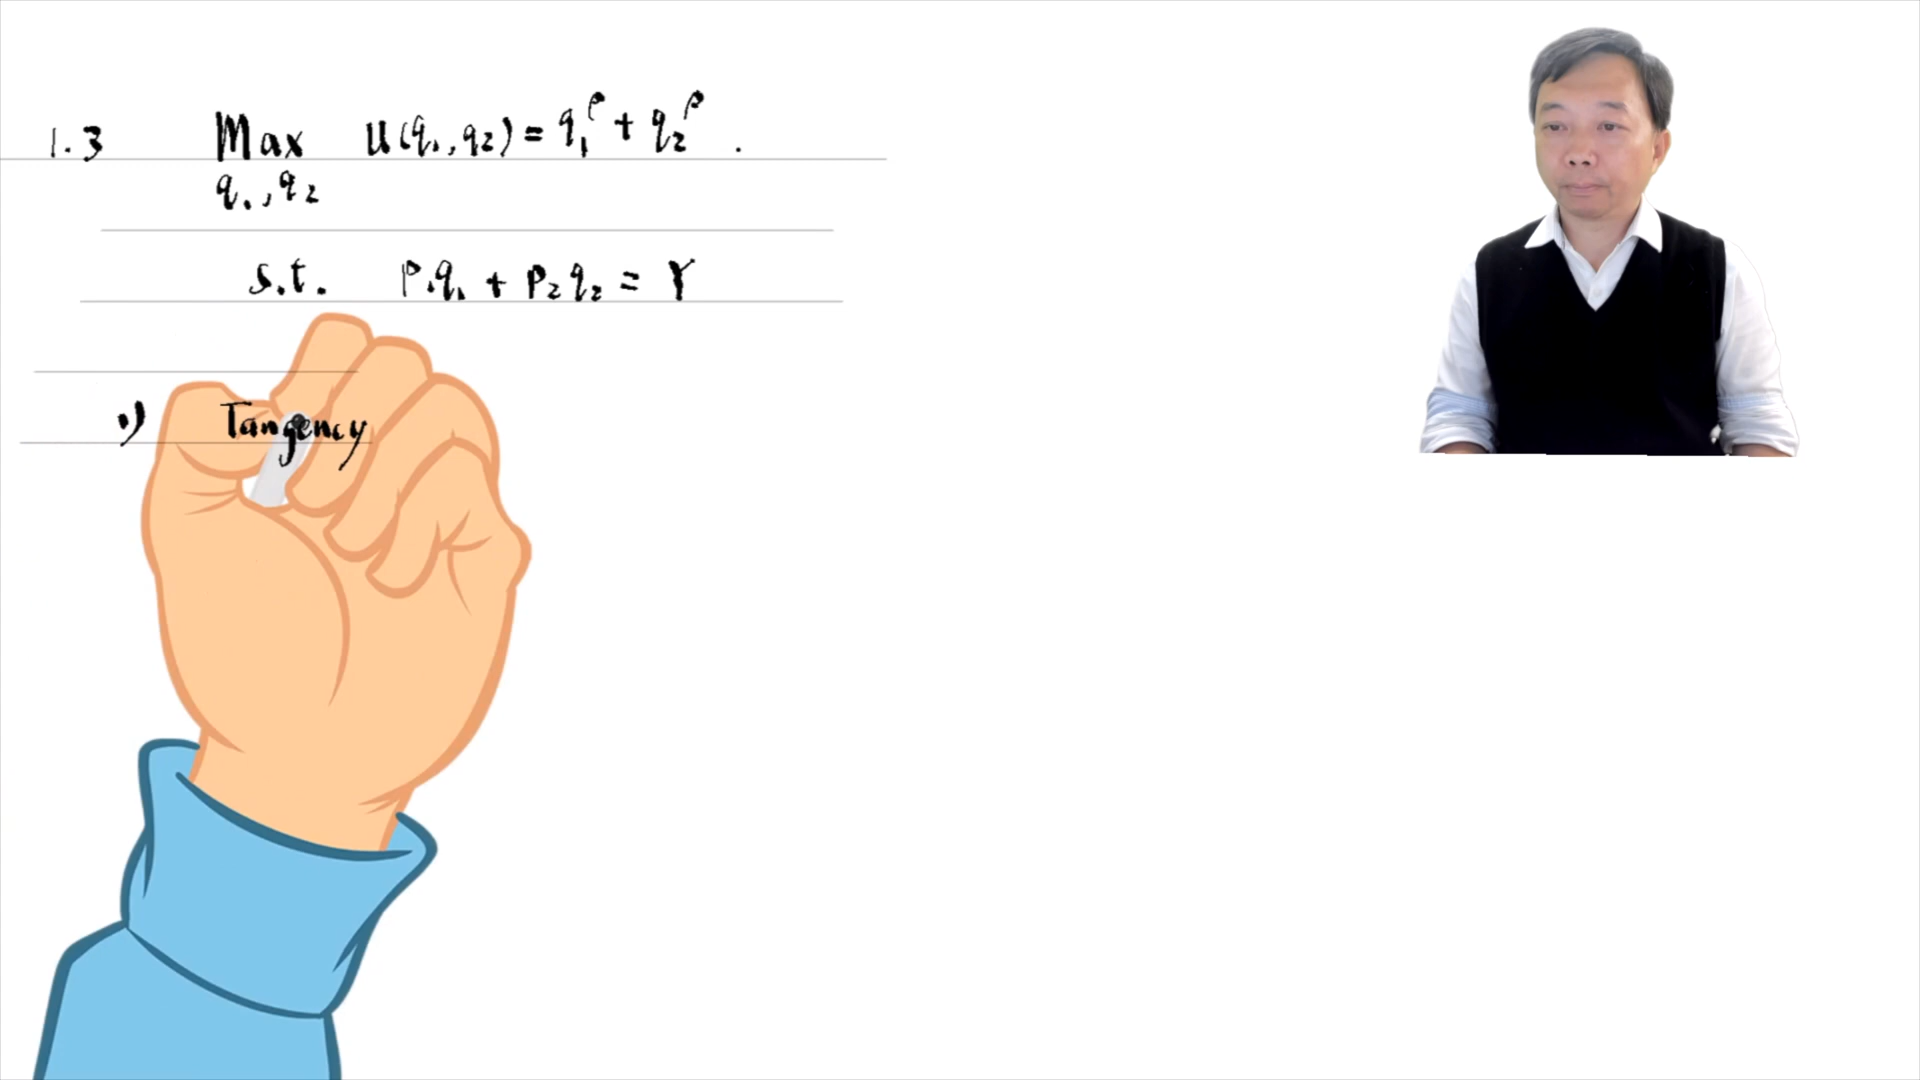 1.3 Max U(q₁, q₂) = q₁^ρ + q₂^ρ .
q₁, q₂
s.t. p₁q₁ + p₂q₂ = Y
1) Tangency